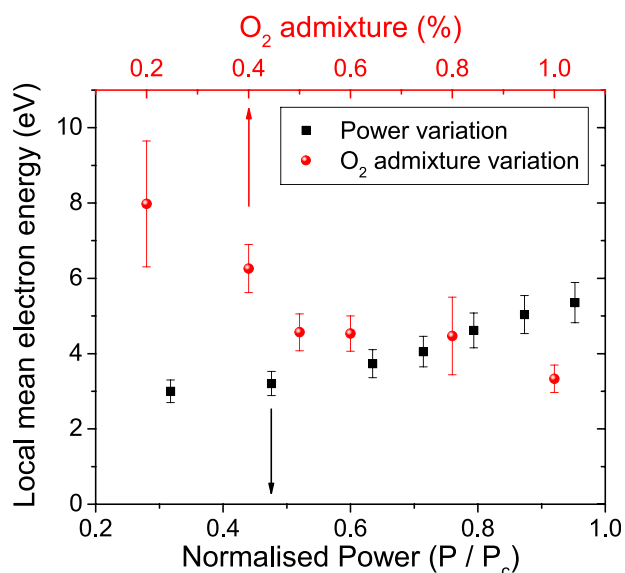 O₂ admixture (%)
0.2 0.4 0.6 0.8 1.0
Local mean electron energy (eV)
10
8
6
4
2
0
Power variation
O₂ admixture variation
0.2 0.4 0.6 0.8 1.0
Normalised Power (P / P_c)